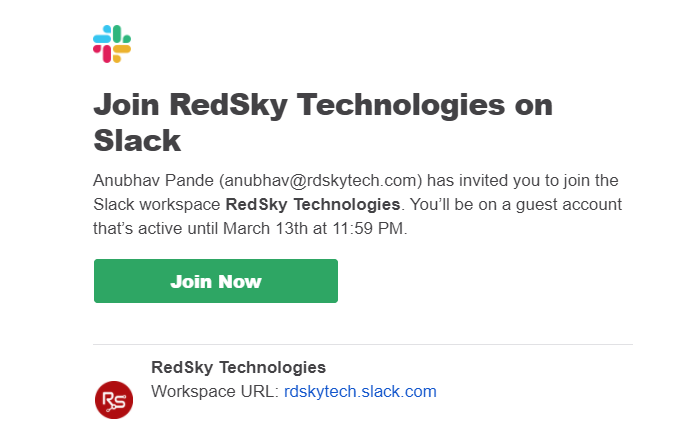 Join RedSky Technologies on
Slack
Anubhav Pande (anubhav@rdskytech.com) has invited you to join the
Slack workspace RedSky Technologies. You’ll be on a guest account
that’s active until March 13th at 11:59 PM.
Join Now
RedSky Technologies
RS
Workspace URL: rdskytech.slack.com